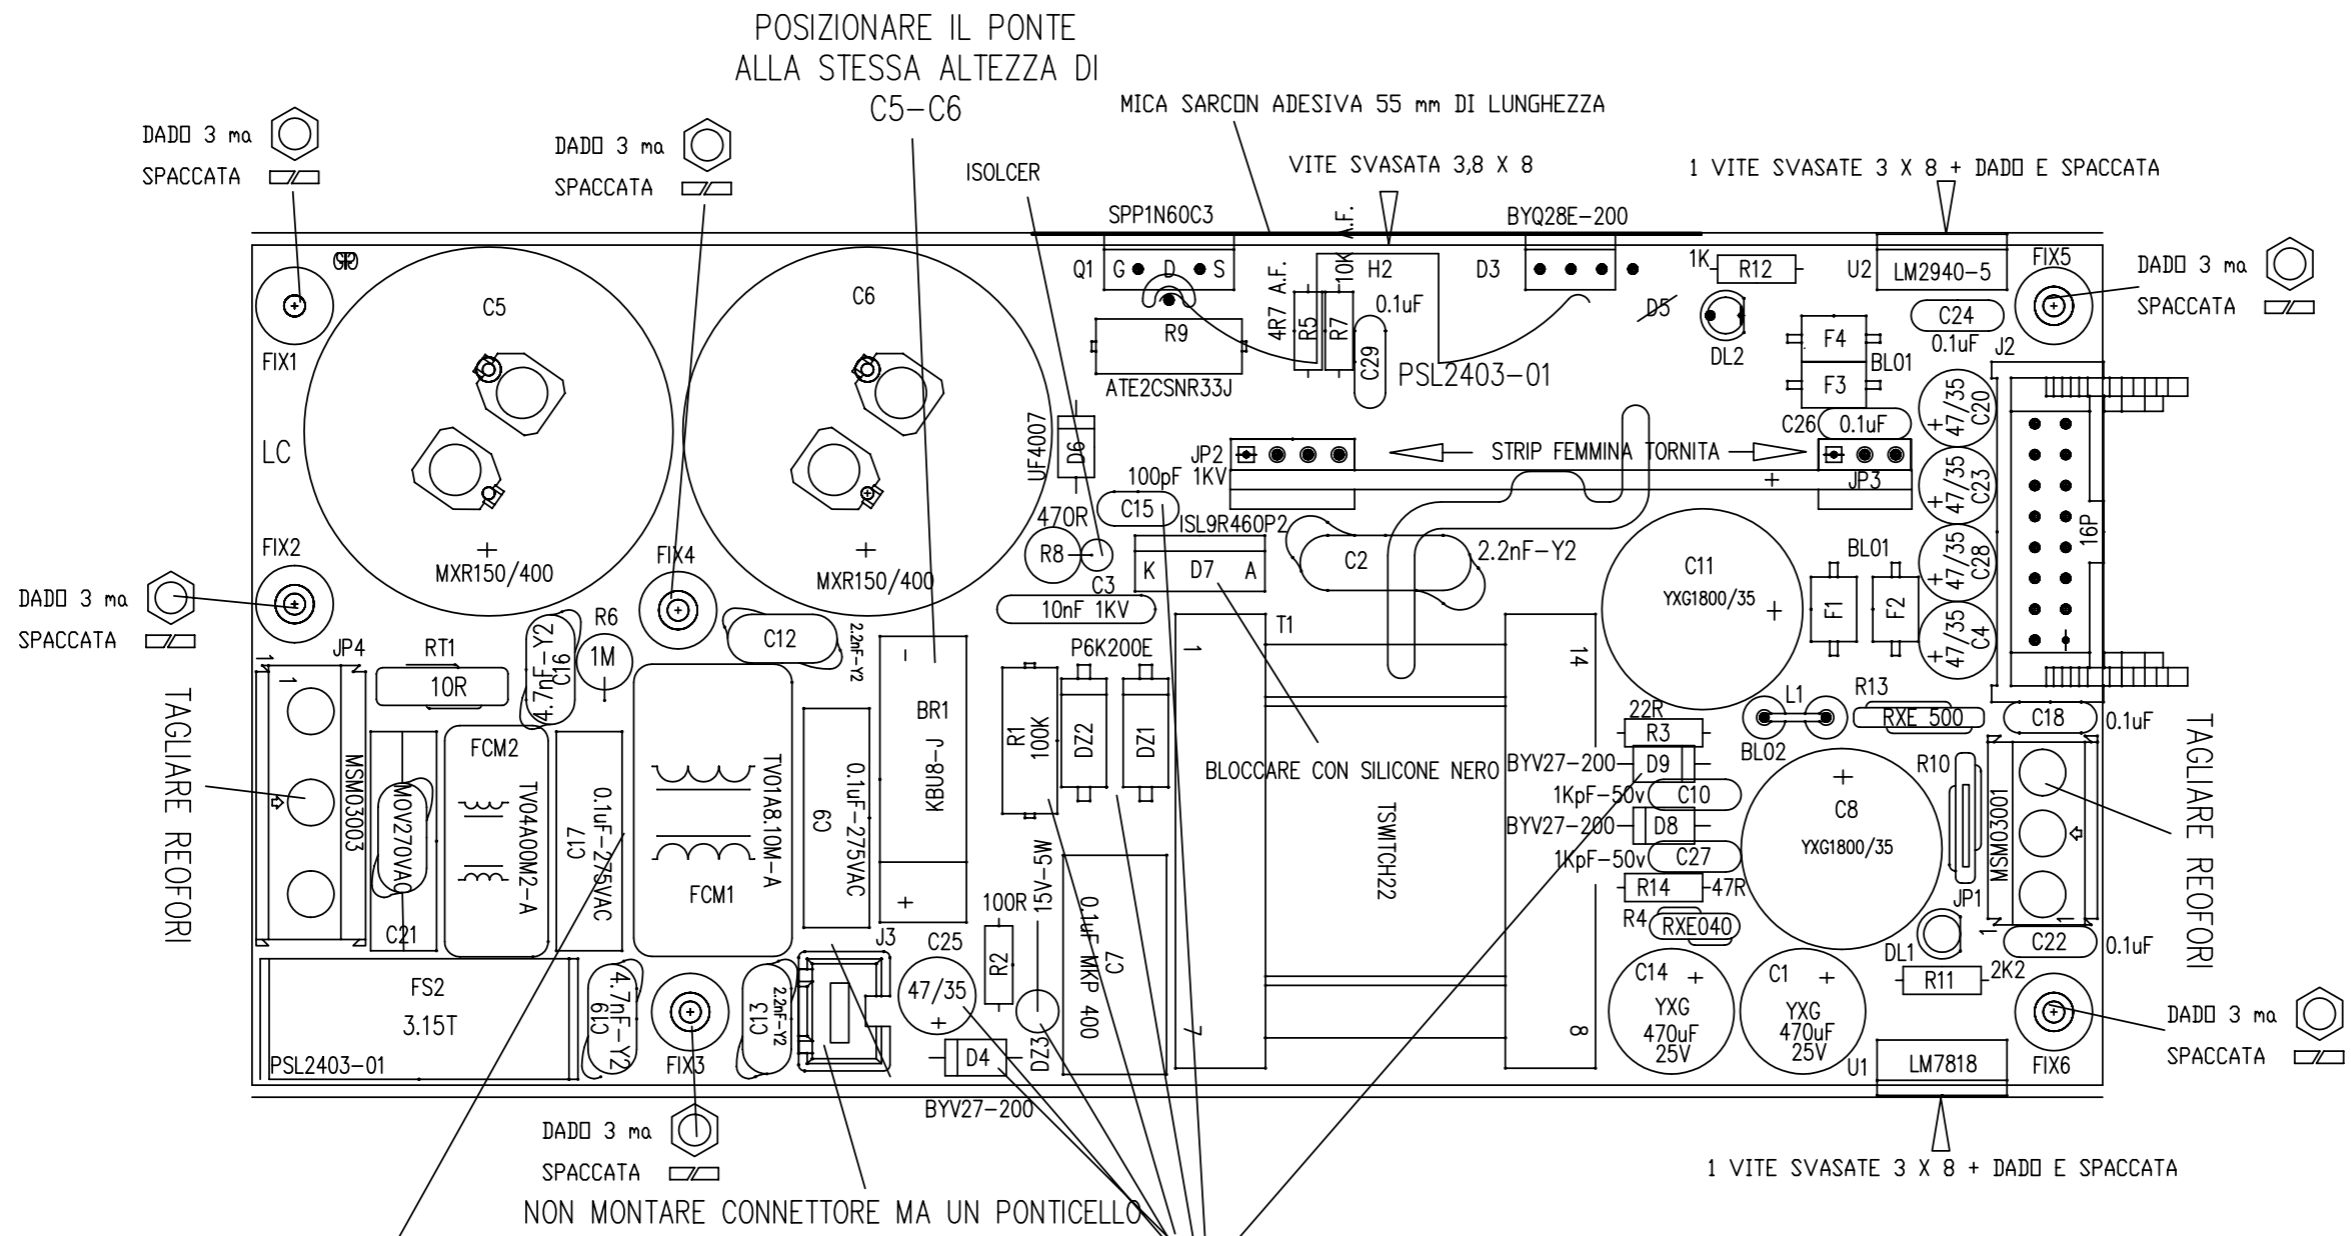 POSIZIONARE IL PONTE
ALLA STESSA ALTEZZA DI
C5-C6
MICA SARCON ADESIVA 55 mm DI LUNGHEZZA
DADO 3 ma
SPACCATA
DADO 3 ma
SPACCATA
ISOLCER
VITE SVASATA 3,8 X 8
1 VITE SVASATE 3 X 8 + DADO E SPACCATA
SPP1N60C3
A.F.
BYQ28E-200
Q1
G
D
S
4R7 A.F.
10K
H2
D3
1K
R12
U2
LM2940-5
FIX5
DADO 3 ma
SPACCATA
C5
C6
0.1uF
D5
C24
0.1uF
FIX1
R9
R5
R7
C29
DL2
F4
BL01
J2
ATE2CSNR33J
PSL2403-01
F3
47/35
C20
LC
UF4007
D6
JP2
STRIP FEMMINA TORNITA
C26
0.1uF
100pF 1KV
C15
JP3
47/35
C23
16P
470R
ISL9R460P2
FIX2
MXR150/400
FIX4
MXR150/400
R8
K
D7
A
C2
2.2nF-Y2
C11
YXG1800/35
BL01
47/35
C28
C3
10nF 1KV
F1
F2
DADO 3 ma
SPACCATA
R6
1M
4.7nF-Y2
C16
C12
2.2nF-Y2
P6K200E
T1
1
14
47/35
C4
JP4
1
1
RT1
10R
TAGLIARE REOFORI
MSM03003
BR1
KBU8-J
R1
100K
DZ2
DZ1
22R
R3
L1
BL02
R13
RXE 500
C18
0.1uF
FCM2
TV04A00M2-A
MOV270VAC
C21
0.1uF-275VAC
C17
TV01A8.10M-A
FCM1
0.1uF-275VAC
C9
BLOCCARE CON SILICONE NERO
TSWITCH22
BYV27-200
D9
1KpF-50v
C10
BYV27-200
D8
1KpF-50v
C27
R14
47R
R4
RXE040
C8
YXG1800/35
R10
MSM03001
TAGLIARE REOFORI
JP1
1
1
DL1
C22
0.1uF
J3
C25
47/35
100R
R2
15V-5W
DZ3
0.1uF MKP 400
C7
7
8
C14
YXG
470uF
25V
C1
YXG
470uF
25V
R11
2K2
FS2
3.15T
PSL2403-01
4.7nF-Y2
C19
FIX3
2.2nF-Y2
C13
D4
BYV27-200
U1
LM7818
FIX6
DADO 3 ma
SPACCATA
DADO 3 ma
SPACCATA
1 VITE SVASATE 3 X 8 + DADO E SPACCATA
NON MONTARE CONNETTORE MA UN PONTICELLO